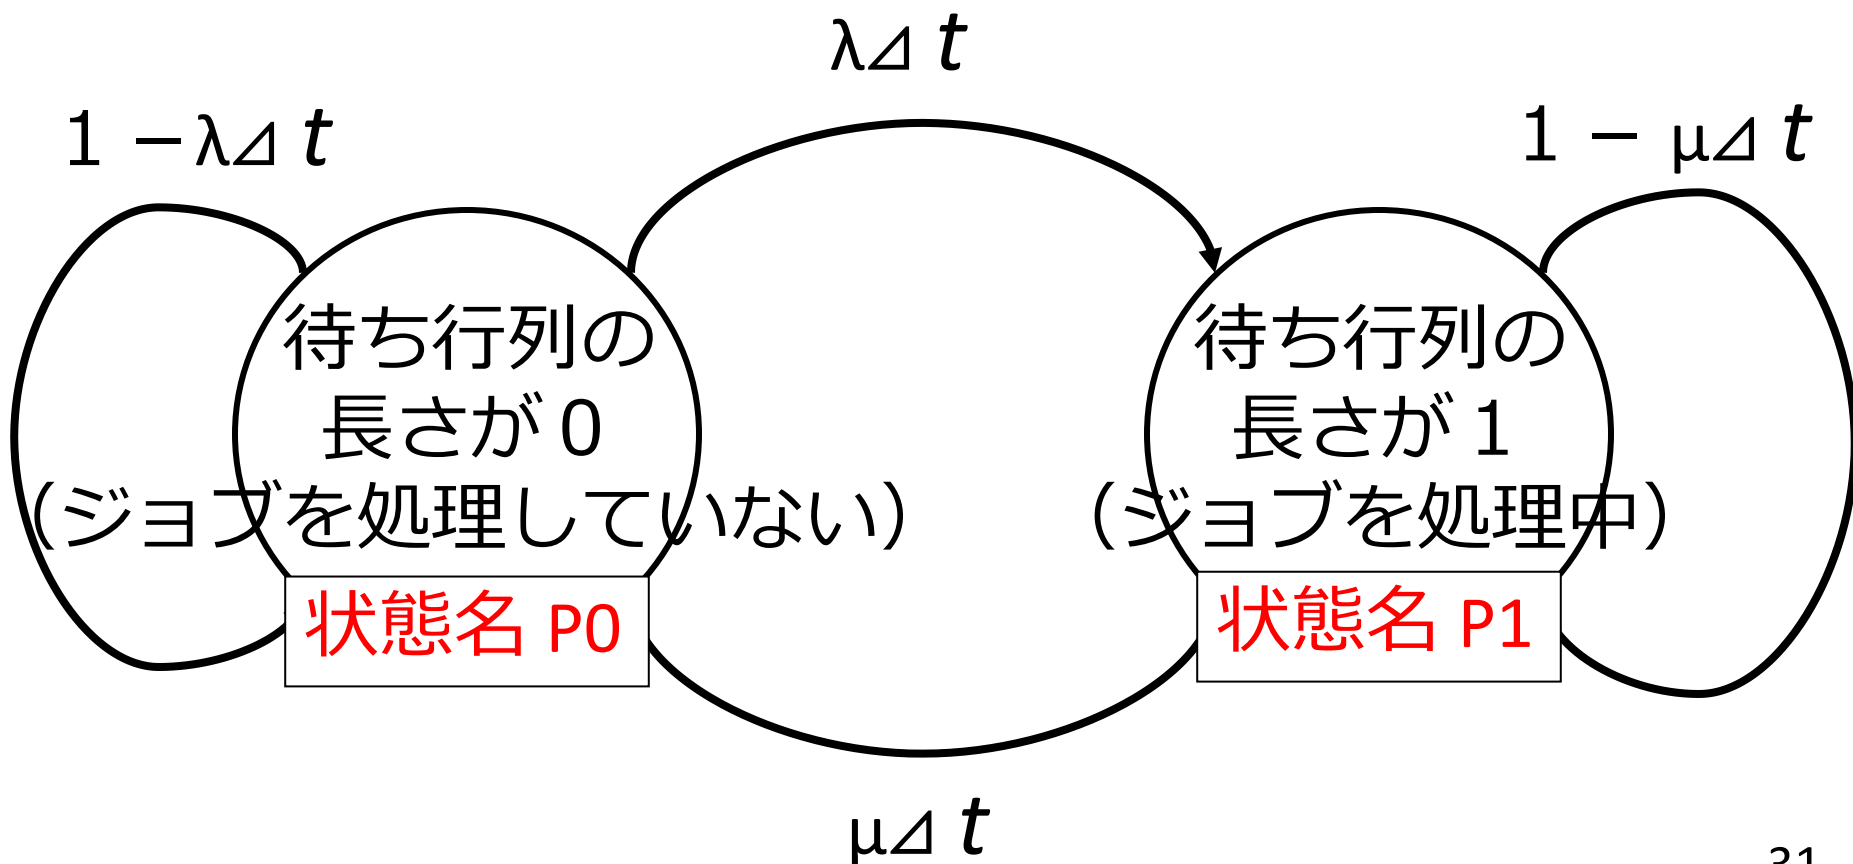 λ⊿ t
1 −λ⊿ t
1 − μ⊿ t
待ち行列の
長さが 0
(ジョブを処理していない)
状態名 P0
待ち行列の
長さが 1
(ジョブを処理中)
状態名 P1
μ⊿ t
31